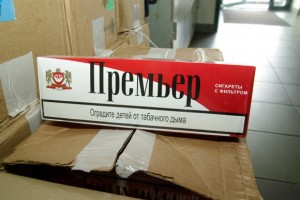 Премьер
СИГАРЕТЫ
С ФИЛЬТРОМ
Оградите детей от табачного дыма